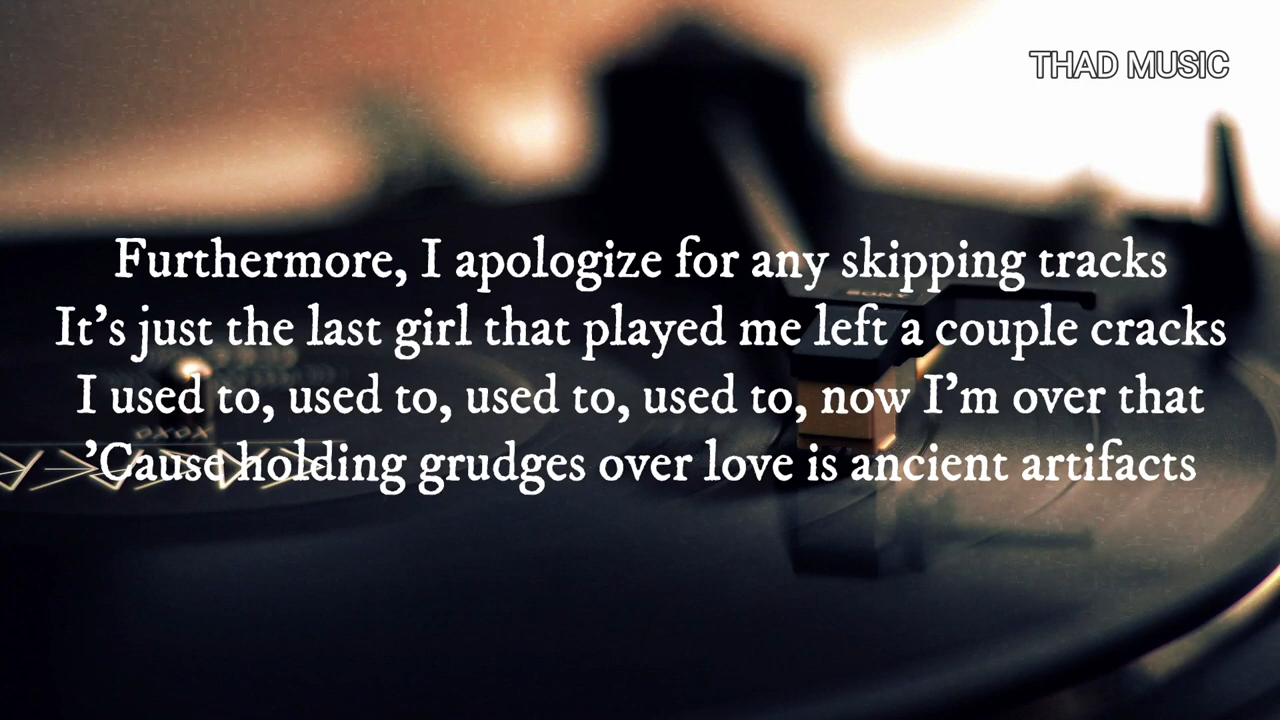 THAD MUSIC
Furthermore, I apologize for any skipping tracks
SONY
It's just the last girl that played me left a couple cracks
I used to, used to, used to, used to, now I'm over that
'Cause holding grudges over love is ancient artifacts